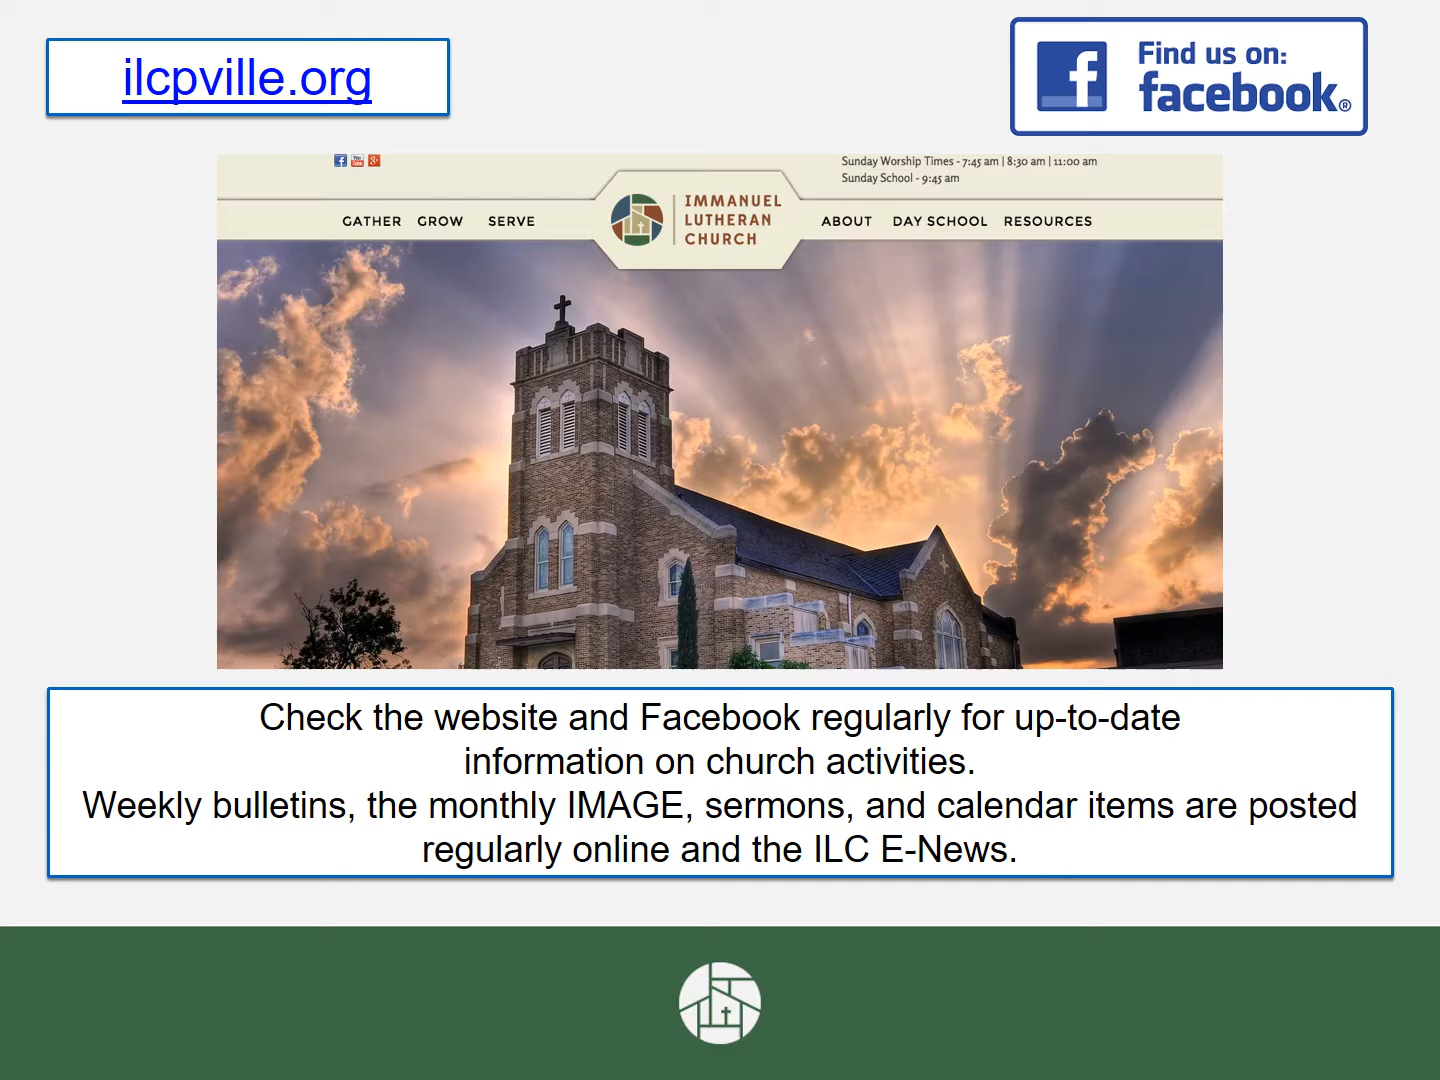 ilcpville.org
f Find us on:
facebook®
f You Tube g+
Sunday Worship Times - 7:45 am | 8:30 am | 11:00 am
Sunday School - 9:45 am
GATHER GROW SERVE
IMMANUEL
LUTHERAN
CHURCH
ABOUT DAY SCHOOL RESOURCES
Check the website and Facebook regularly for up-to-date
information on church activities.
Weekly bulletins, the monthly IMAGE, sermons, and calendar items are posted
regularly online and the ILC E-News.